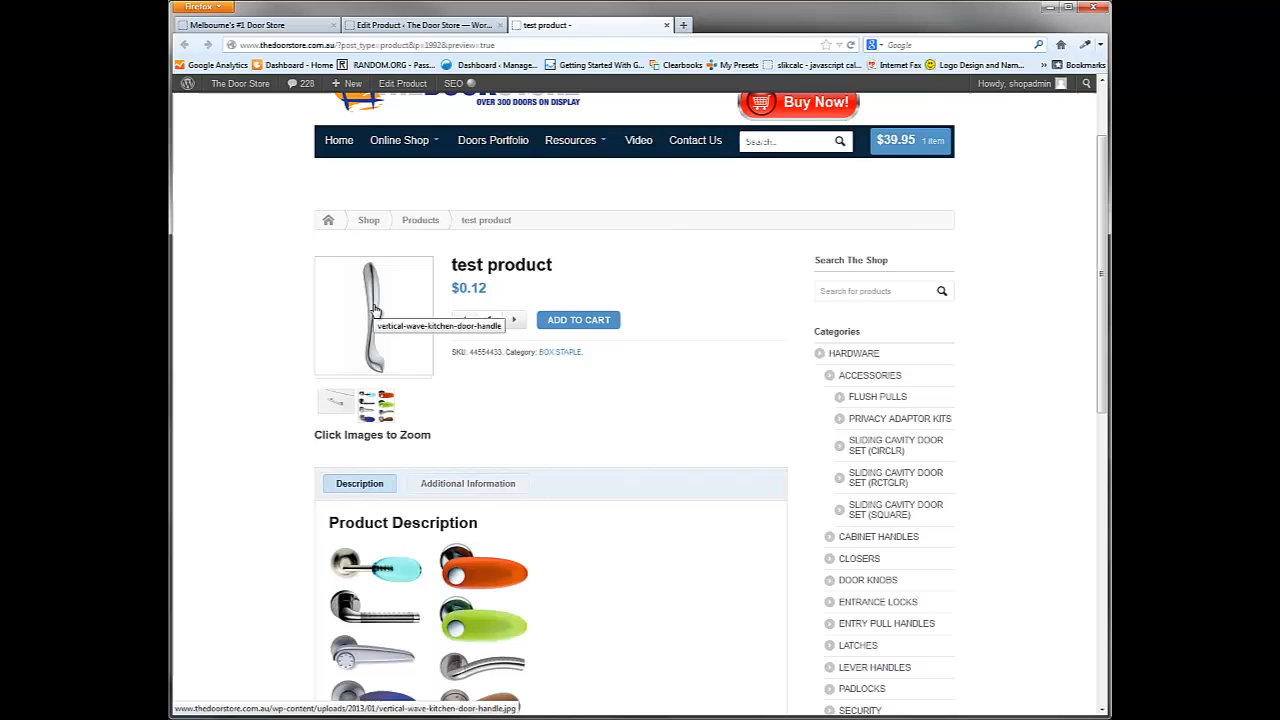 Firefox
Melbourne's #1 Door Store
Edit Product ‹ The Door Store — Wor...
test product -
www.thedoorstore.com.au/?post_type=product&p=1992&preview=true
Google
Google Analytics
Dashboard - Home
RANDOM.ORG - Pass...
Dashboard ‹ Manage...
Getting Started With G...
Clearbooks
My Presets
slikcalc - javascript cal...
Internet Fax
Logo Design and Nam...
»
Bookmarks
The Door Store
228
+ New
Edit Product
SEO
Howdy, shopadmin
OVER 300 DOORS ON DISPLAY
Buy Now!
Home
Online Shop
Doors Portfolio
Resources
Video
Contact Us
Search...
$39.95 1 item
Shop
Products
test product
test product
$0.12
ADD TO CART
vertical-wave-kitchen-door-handle
SKU: 44554433. Category: BOX STAPLE.
Click Images to Zoom
Description
Additional Information
Product Description
Search The Shop
Search for products
Categories
HARDWARE
ACCESSORIES
FLUSH PULLS
PRIVACY ADAPTOR KITS
SLIDING CAVITY DOOR
SET (CIRCLR)
SLIDING CAVITY DOOR
SET (RCTGLR)
SLIDING CAVITY DOOR
SET (SQUARE)
CABINET HANDLES
CLOSERS
DOOR KNOBS
ENTRANCE LOCKS
ENTRY PULL HANDLES
LATCHES
LEVER HANDLES
PADLOCKS
SECURITY
www.thedoorstore.com.au/wp-content/uploads/2013/01/vertical-wave-kitchen-door-handle.jpg